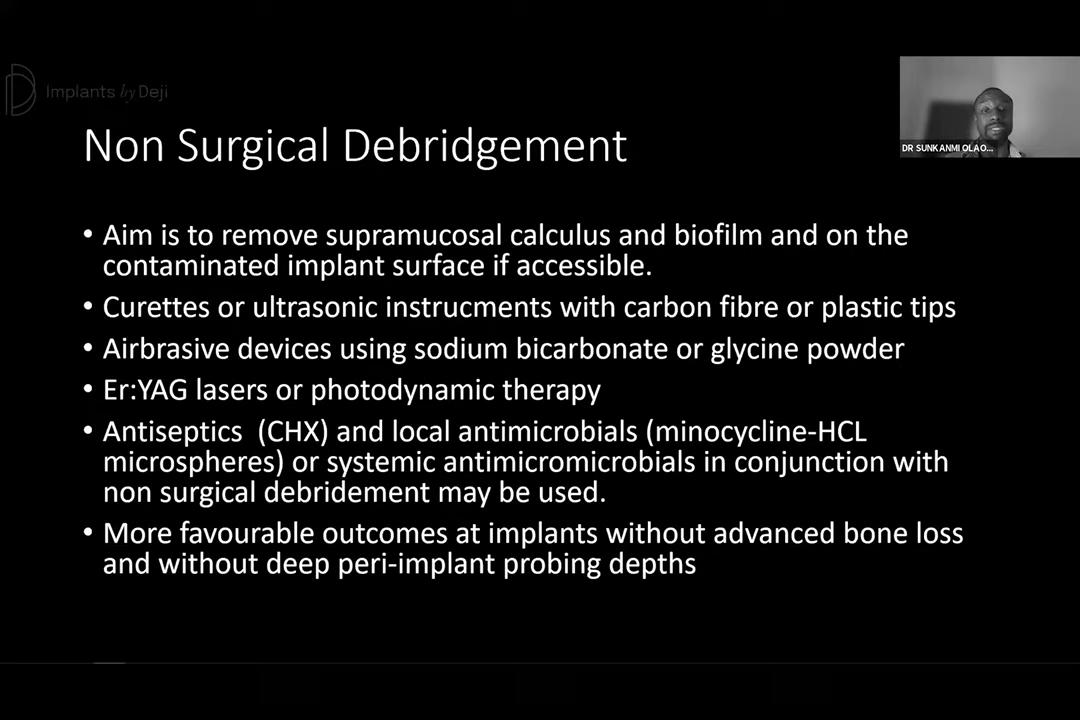 Implants by Deji
DR SUNKANMI OLAO...
Non Surgical Debridgement
• Aim is to remove supramucosal calculus and biofilm and on the
contaminated implant surface if accessible.
• Curettes or ultrasonic instrucments with carbon fibre or plastic tips
• Airbrasive devices using sodium bicarbonate or glycine powder
• Er:YAG lasers or photodynamic therapy
• Antiseptics  (CHX) and local antimicrobials (minocycline-HCL
microspheres) or systemic antimicromicrobials in conjunction with
non surgical debridement may be used.
• More favourable outcomes at implants without advanced bone loss
and without deep peri-implant probing depths